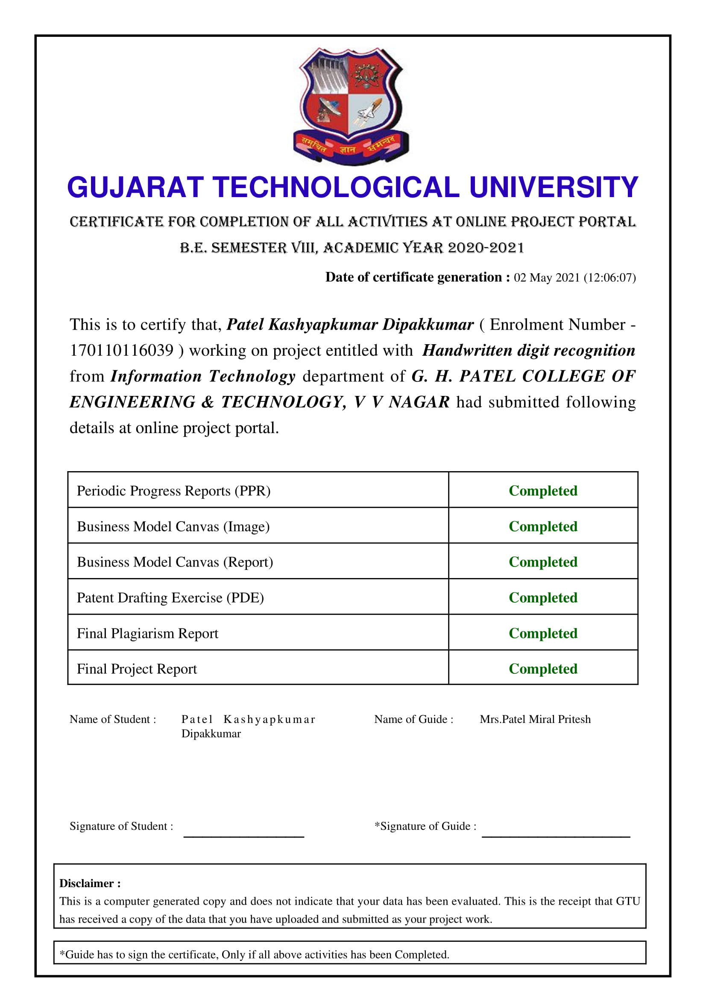 समुचित ज्ञान समन्वय
GUJARAT TECHNOLOGICAL UNIVERSITY
CERTIFICATE FOR COMPLETION OF ALL ACTIVITIES AT ONLINE PROJECT PORTAL
B.E. SEMESTER VIII, ACADEMIC YEAR 2020-2021
Date of certificate generation : 02 May 2021 (12:06:07)
This is to certify that, Patel Kashyapkumar Dipakkumar ( Enrolment Number -
170110116039 ) working on project entitled with Handwritten digit recognition
from Information Technology department of G. H. PATEL COLLEGE OF
ENGINEERING & TECHNOLOGY, V V NAGAR had submitted following
details at online project portal.
Periodic Progress Reports (PPR) Completed
Business Model Canvas (Image) Completed
Business Model Canvas (Report) Completed
Patent Drafting Exercise (PDE) Completed
Final Plagiarism Report Completed
Final Project Report Completed
Name of Student : Patel Kashyapkumar Name of Guide : Mrs.Patel Miral Pritesh
Dipakkumar
Signature of Student : *Signature of Guide :
Disclaimer :
This is a computer generated copy and does not indicate that your data has been evaluated. This is the receipt that GTU
has received a copy of the data that you have uploaded and submitted as your project work.
*Guide has to sign the certificate, Only if all above activities has been Completed.